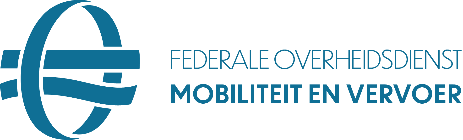 FEDERALE OVERHEIDSDIENST
MOBILITEIT EN VERVOER